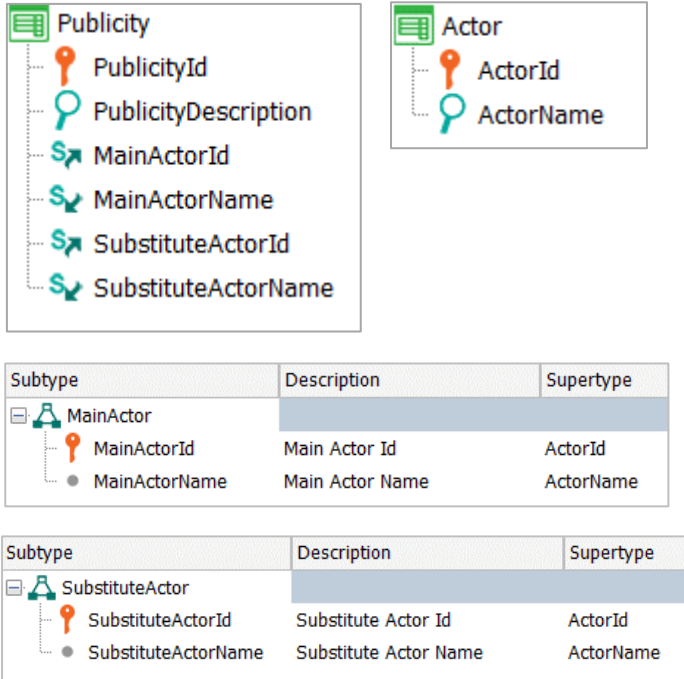 Publicity
PublicityId
PublicityDescription
MainActorId
MainActorName
SubstituteActorId
SubstituteActorName
Actor
ActorId
ActorName
Subtype Description Supertype
MainActor
MainActorId Main Actor Id ActorId
MainActorName Main Actor Name ActorName
Subtype Description Supertype
SubstituteActor
SubstituteActorId Substitute Actor Id ActorId
SubstituteActorName Substitute Actor Name ActorName